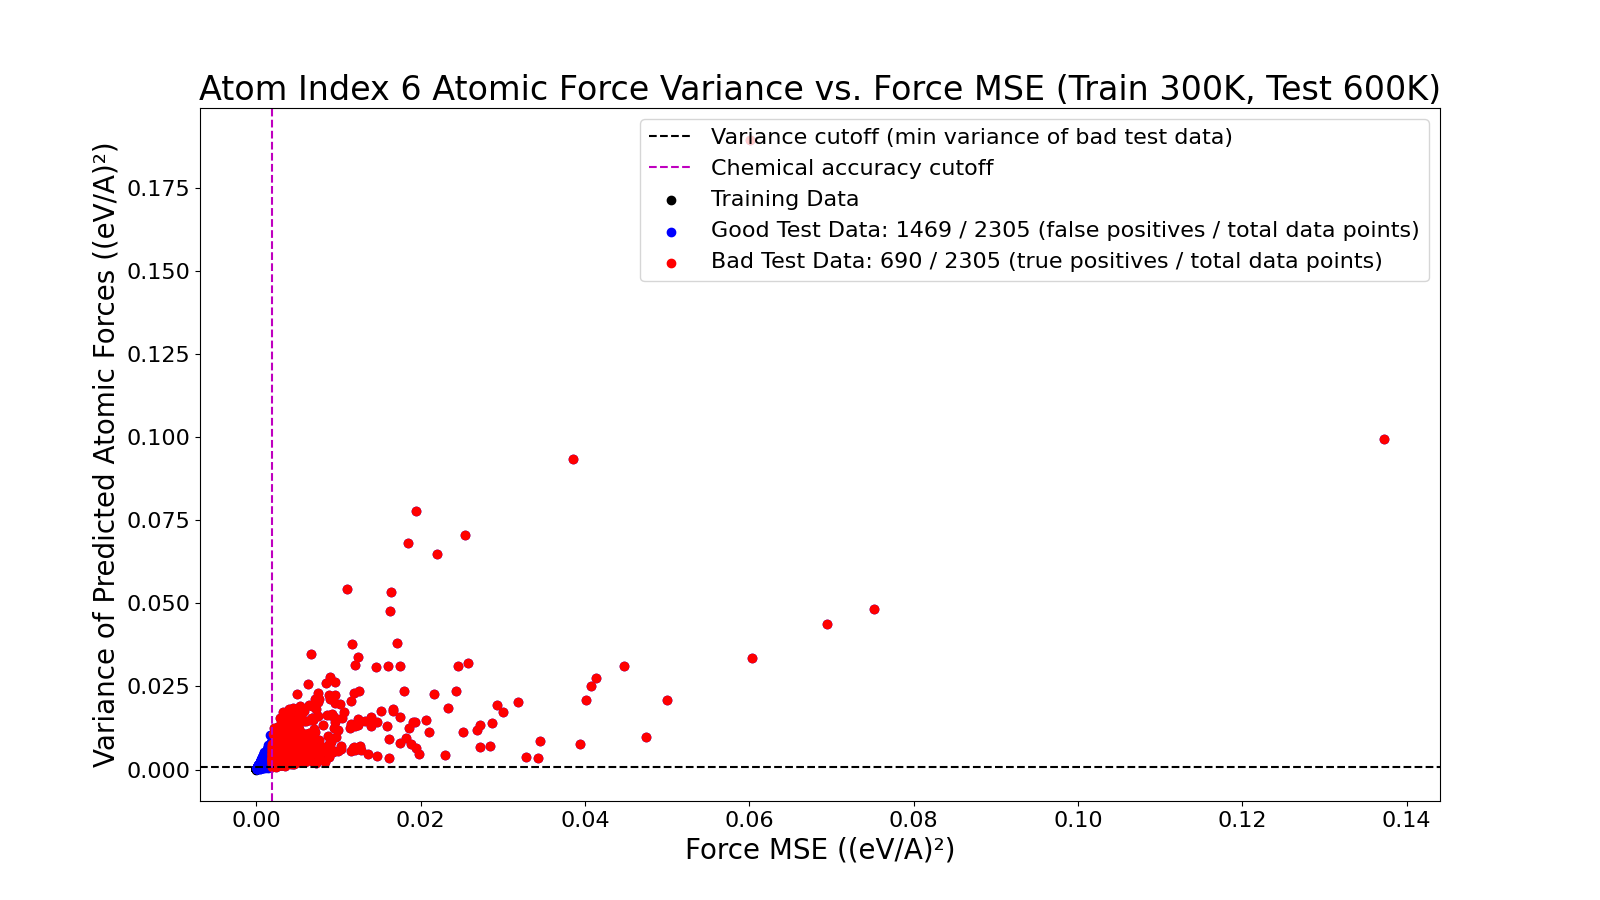 Atom Index 6 Atomic Force Variance vs. Force MSE (Train 300K, Test 600K)
Variance cutoff (min variance of bad test data)
Chemical accuracy cutoff
Training Data
Good Test Data: 1469 / 2305 (false positives / total data points)
Bad Test Data: 690 / 2305 (true positives / total data points)
Variance of Predicted Atomic Forces ((eV/A)²)
0.175
0.150
0.125
0.100
0.075
0.050
0.025
0.000
0.00 0.02 0.04 0.06 0.08 0.10 0.12 0.14
Force MSE ((eV/A)²)